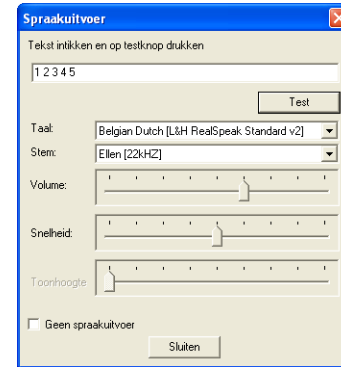 Spraakuitvoer
Tekst intikken en op testknop drukken
1 2 3 4 5
Test
Taal: Belgian Dutch [L&H RealSpeak Standard v2]
Stem: Ellen [22kHZ]
Volume:
Snelheid:
Toonhoogte
Geen spraakuitvoer
Sluiten